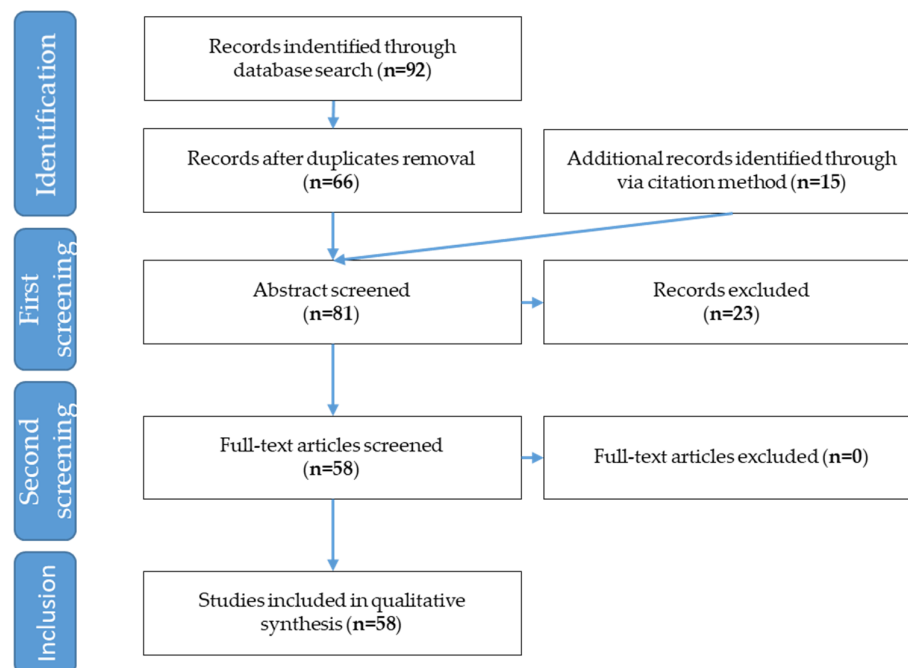 Identification
Records indentified through
database search (n=92)
Records after duplicates removal
(n=66)
Additional records identified through
via citation method (n=15)
First
screening
Abstract screened
(n=81)
Records excluded
(n=23)
Second
screening
Full-text articles screened
(n=58)
Full-text articles excluded (n=0)
Inclusion
Studies included in qualitative
synthesis (n=58)